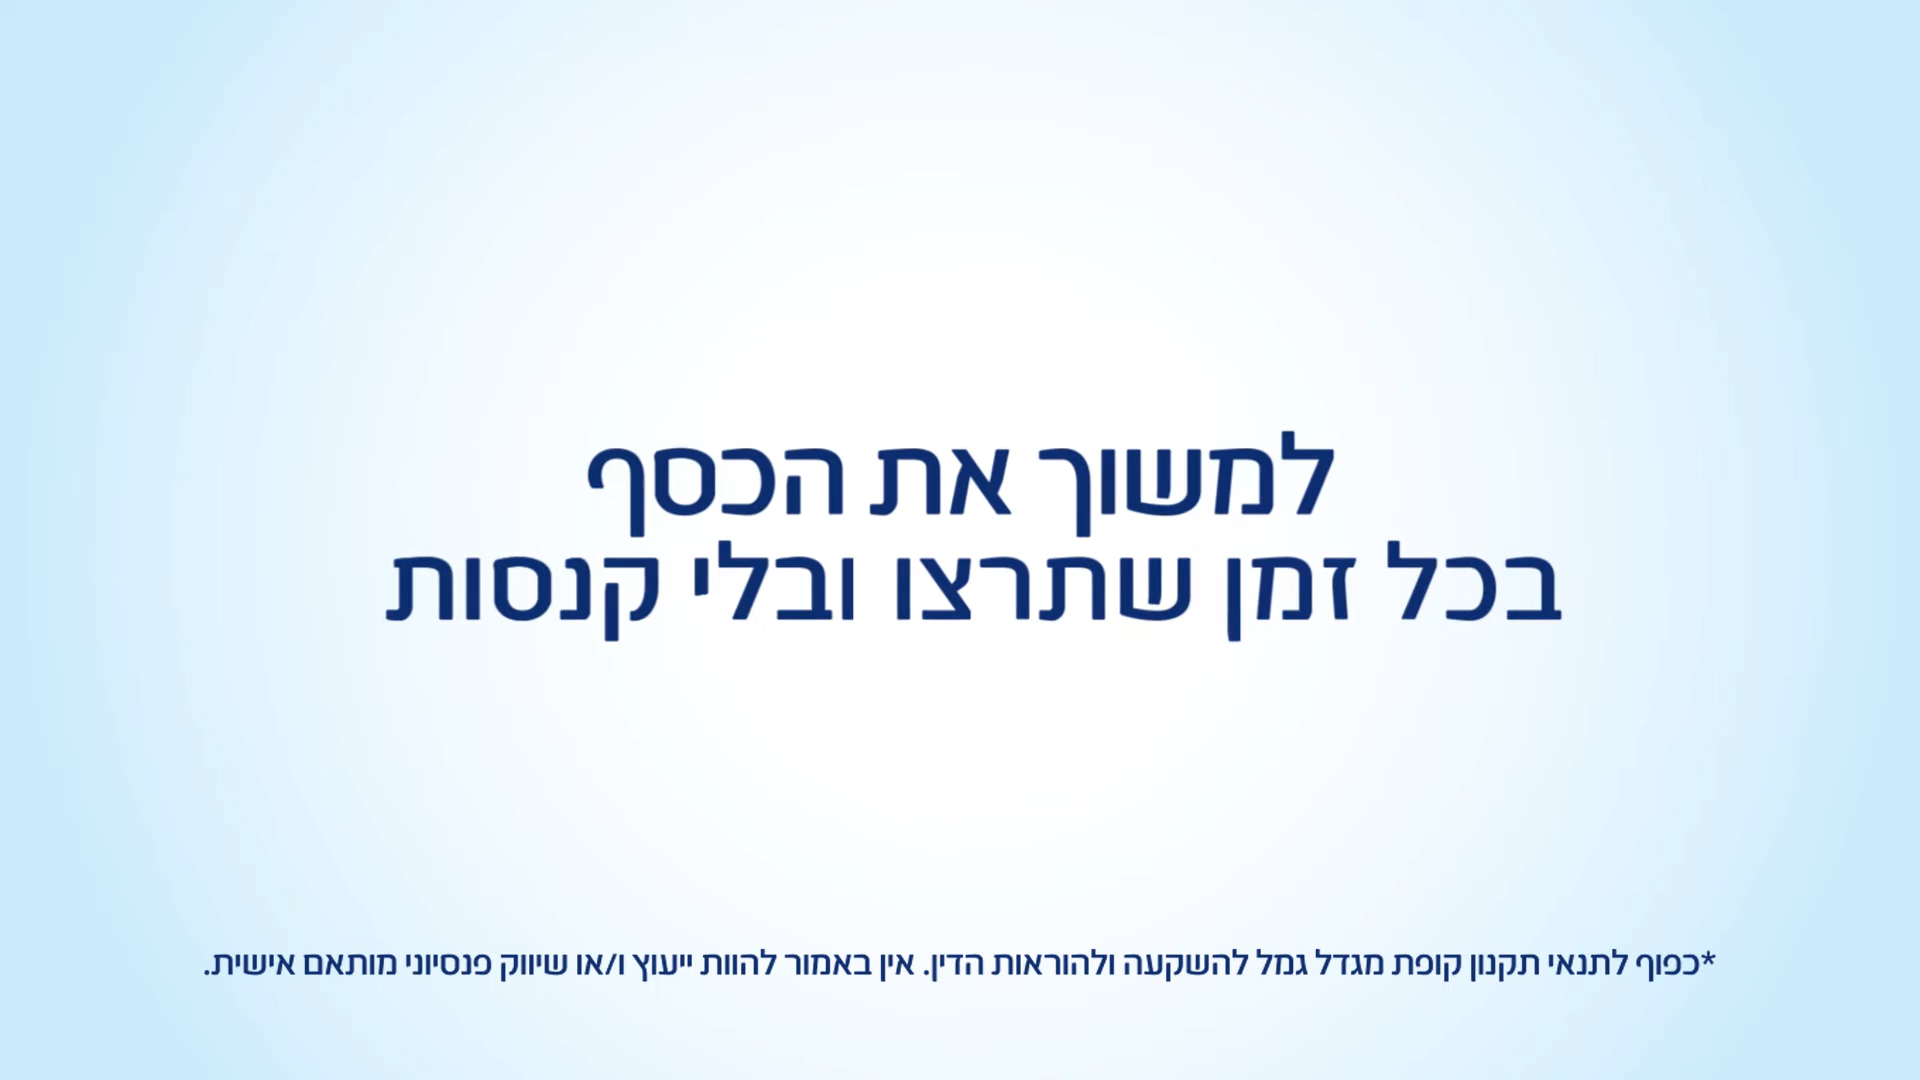 למשוך את הכסף
בכל זמן שתרצו ובלי קנסות
*כפוף לתנאי תקנון קופת מגדל גמל להשקעה ולהוראות הדין. אין באמור להוות ייעוץ ו/או שיווק פנסיוני מותאם אישית.